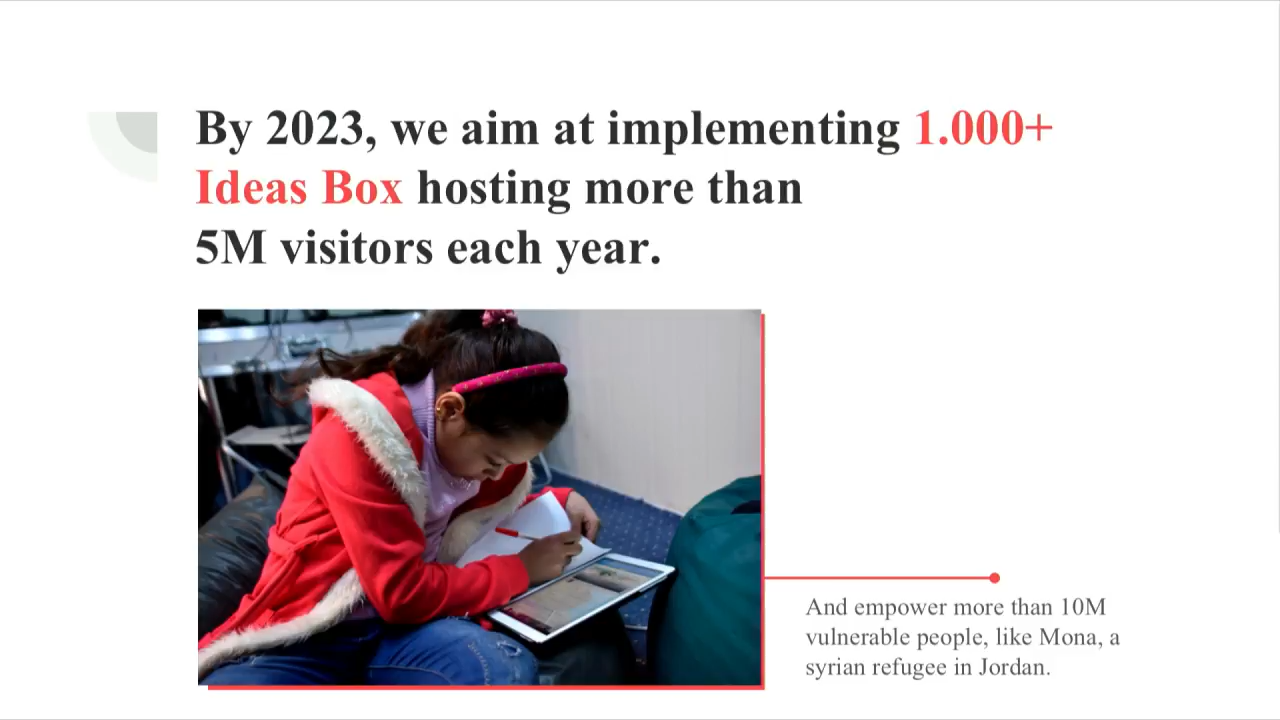 By 2023, we aim at implementing 1.000+
Ideas Box hosting more than
5M visitors each year.
And empower more than 10M
vulnerable people, like Mona, a
syrian refugee in Jordan.